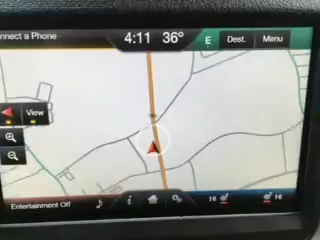 nnect a Phone
4:11 36°
E
Dest.
Menu
View
Entertainment Off
i
HI
HI